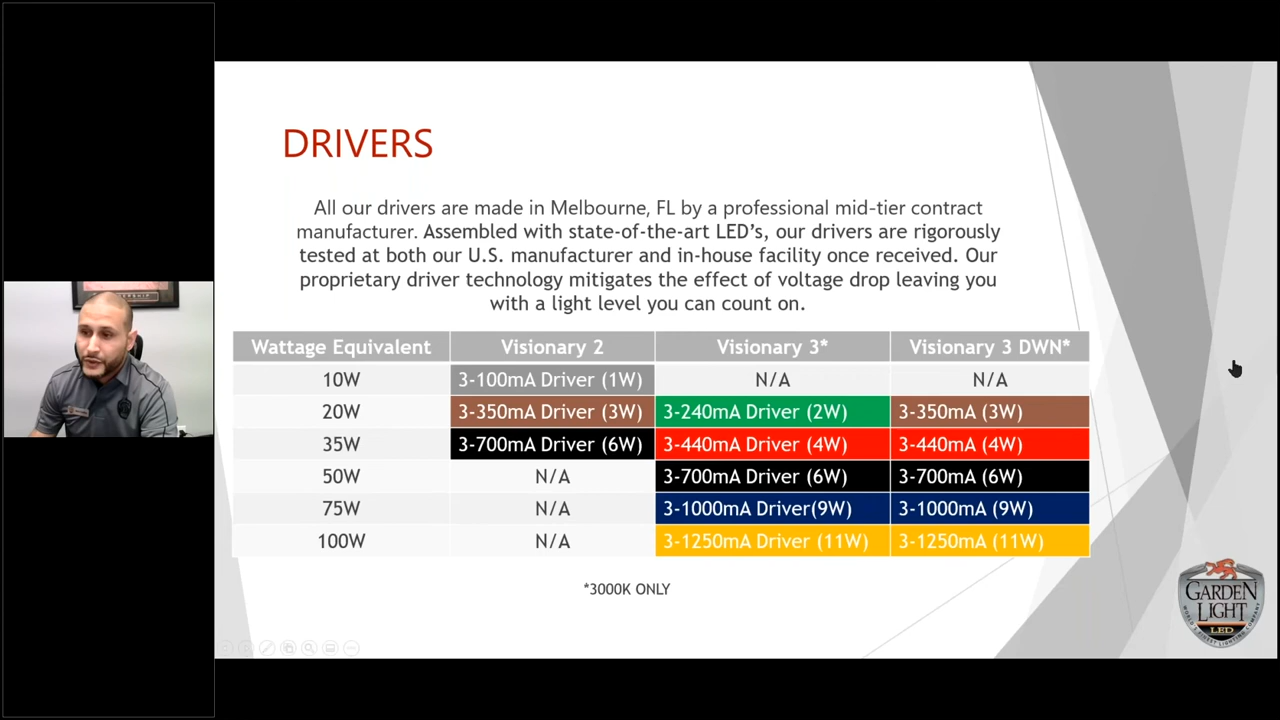 DRIVERS
All our drivers are made in Melbourne, FL by a professional mid-tier contract
manufacturer. Assembled with state-of-the-art LED’s, our drivers are rigorously
tested at both our U.S. manufacturer and in-house facility once received. Our
proprietary driver technology mitigates the effect of voltage drop leaving you
with a light level you can count on.
Wattage Equivalent Visionary 2 Visionary 3* Visionary 3 DWN*
10W 3-100mA Driver (1W) N/A N/A
20W 3-350mA Driver (3W) 3-240mA Driver (2W) 3-350mA (3W)
35W 3-700mA Driver (6W) 3-440mA Driver (4W) 3-440mA (4W)
50W N/A 3-700mA Driver (6W) 3-700mA (6W)
75W N/A 3-1000mA Driver(9W) 3-1000mA (9W)
100W N/A 3-1250mA Driver (11W) 3-1250mA (11W)
*3000K ONLY
GARDEN
LIGHT
LED